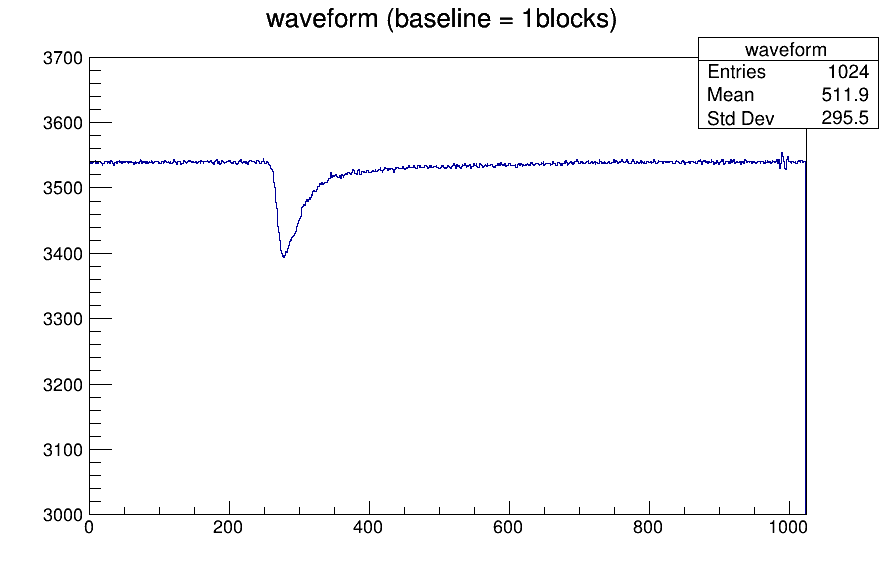 waveform (baseline = 1blocks)
waveform
Entries 1024
Mean 511.9
Std Dev 295.5
3700
3600
3500
3400
3300
3200
3100
3000
0 200 400 600 800 1000